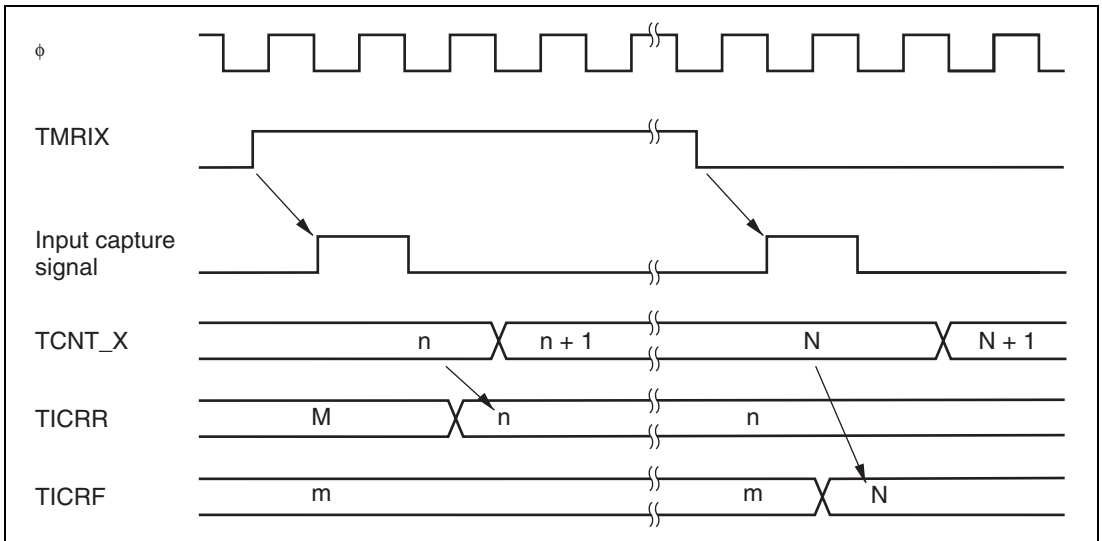 ϕ
TMRIX
Input capture
signal
TCNT_X n n + 1 N N + 1
TICRR M n n
TICRF m m N